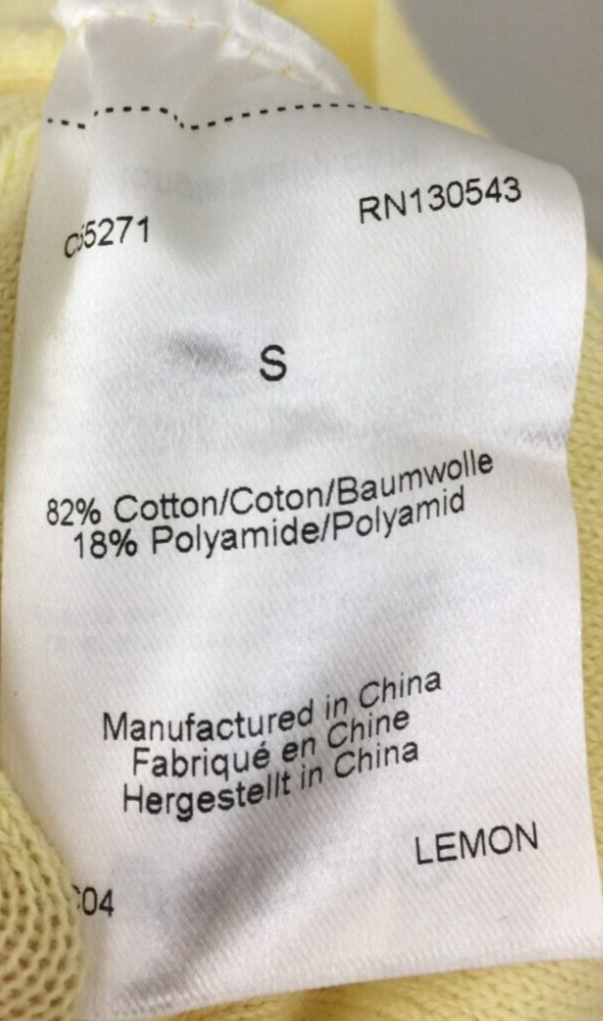 RN130543
S
82% Cotton/Coton/Baumwolle
18% Polyamide/Polyamid
Manufactured in China
Fabriqué en Chine
Hergestellt in China
LEMON